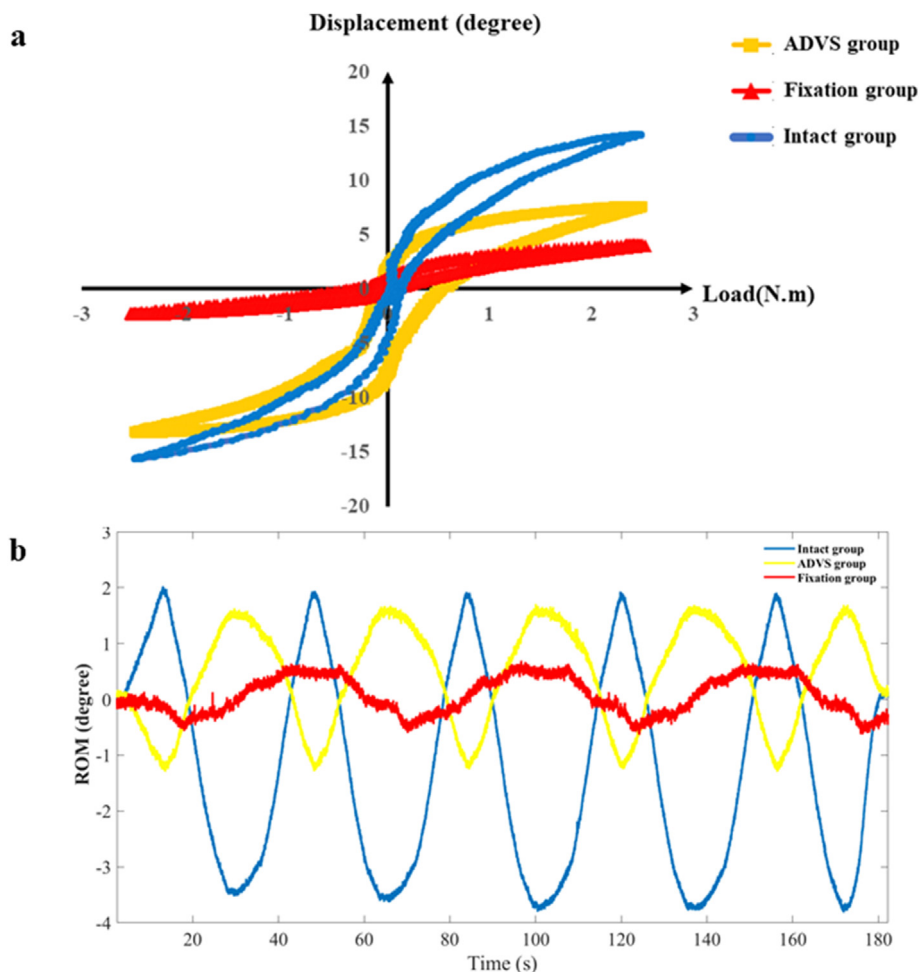 a
Displacement (degree)
ADVS group
Fixation group
Intact group
20
15
10
5
0
-3
-2
-1
1
2
3
Load(N.m)
-10
-15
-20
b
3
2
1
0
-1
-2
-3
-4
ROM (degree)
Intact group
ADVS group
Fixation group
20
40
60
80
100
120
140
160
180
Time (s)